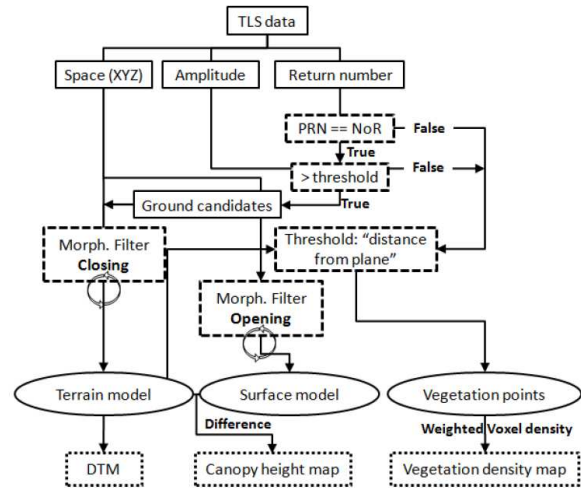 TLS data
Space (XYZ)
Amplitude
Return number
PRN == NoR
False
True
> threshold
False
True
Ground candidates
Morph. Filter
Closing
Threshold: "distance
from plane"
Morph. Filter
Opening
Terrain model
Surface model
Vegetation points
Difference
Weighted Voxel density
DTM
Canopy height map
Vegetation density map